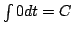 ∫ 0dt = C